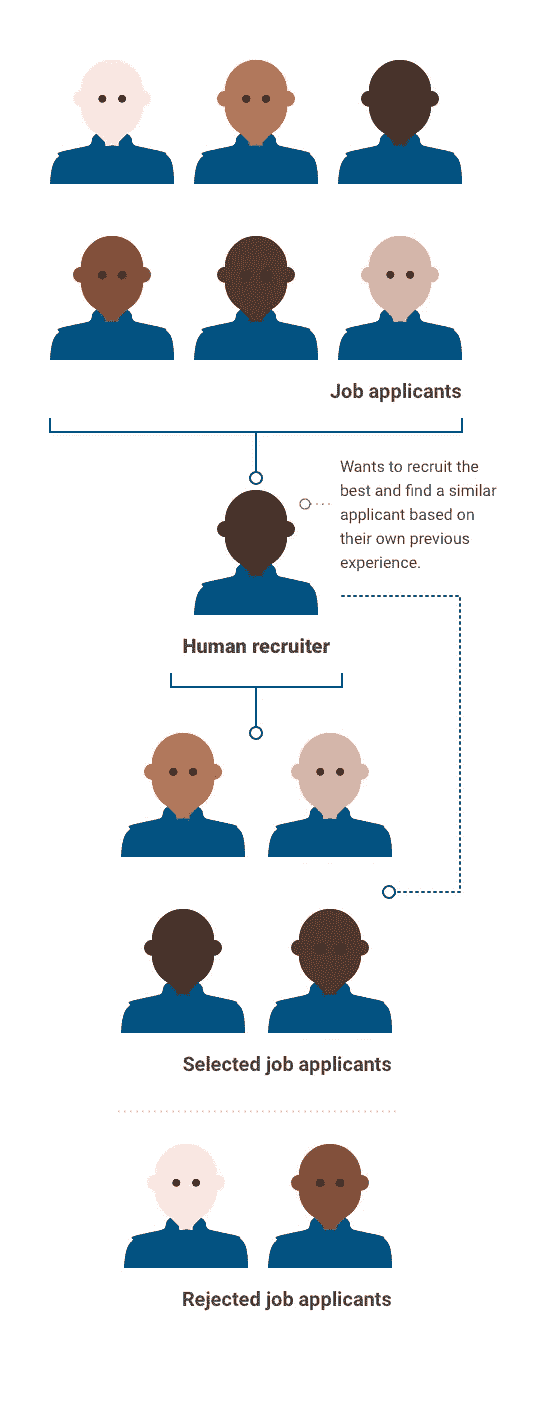 Job applicants
Wants to recruit the
best and find a similar
applicant based on
their own previous
experience.
Human recruiter
Selected job applicants
Rejected job applicants